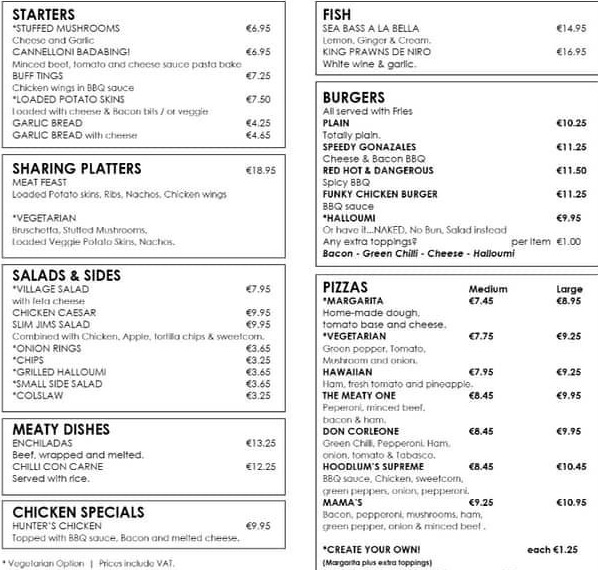 STARTERS
*STUFFED MUSHROOMS €6.95
Cheese and Garlic
CANNELLONI BADABING! €6.95
Minced beef, tomato and cheese sauce pasta bake
BUFF TINGS €7.25
Chicken wings in BBQ sauce
*LOADED POTATO SKINS €7.50
Loaded with cheese & Bacon bits / or veggie
GARLIC BREAD €4.25
GARLIC BREAD with cheese €4.65
SHARING PLATTERS €18.95
MEAT FEAST
Loaded Potato skins, Ribs, Nachos, Chicken wings
*VEGETARIAN
Bruschetta, Stuffed Mushrooms,
Loaded Veggie Potato Skins, Nachos.
SALADS & SIDES
*VILLAGE SALAD €7.95
with feta cheese
CHICKEN CAESAR €9.95
SLIM JIMS SALAD €9.95
Combined with Chicken, Apple, tortilla chips & sweetcorn.
*ONION RINGS €3.65
*CHIPS €3.25
*GRILLED HALLOUMI €3.65
*SMALL SIDE SALAD €3.65
*COLSLAW €3.25
MEATY DISHES
ENCHILADAS €13.25
Beef, wrapped and melted.
CHILLI CON CARNE €12.25
Served with rice.
CHICKEN SPECIALS
HUNTER'S CHICKEN €9.95
Topped with BBQ sauce, Bacon and melted cheese.
* Vegetarian Option | Prices include VAT.
FISH
SEA BASS A LA BELLA €14.95
Lemon, Ginger & Cream.
KING PRAWNS DE NIRO €16.95
White wine & garlic.
BURGERS
All served with Fries
PLAIN €10.25
Totally plain.
SPEEDY GONAZALES €11.25
Cheese & Bacon BBQ
RED HOT & DANGEROUS €11.50
Spicy BBQ
FUNKY CHICKEN BURGER €11.25
BBQ sauce
*HALLOUMI €9.95
Or have it...NAKED, No Bun, Salad instead
Any extra toppings? per item €1.00
Bacon - Green Chilli - Cheese - Halloumi
PIZZAS Medium Large
*MARGARITA €7.45 €8.95
Home-made dough,
tomato base and cheese.
*VEGETARIAN €7.75 €9.25
Green pepper, Tomato,
Mushroom and onion.
HAWAIIAN €7.95 €9.25
Ham, fresh tomato and pineapple.
THE MEATY ONE €8.45 €9.95
Peperoni, minced beef,
bacon & ham.
DON CORLEONE €8.45 €9.95
Green Chilli, Pepperoni, Ham,
onion, tomato & Tobasco.
HOODLUM'S SUPREME €8.45 €10.45
BBQ sauce, Chicken, sweetcorn,
green peppers, onion, pepperoni.
MAMA'S €9.25 €10.95
Bacon, pepperoni, mushrooms, ham,
green pepper, onion & minced beef .
*CREATE YOUR OWN! each €1.25
(Margarita plus extra toppings)